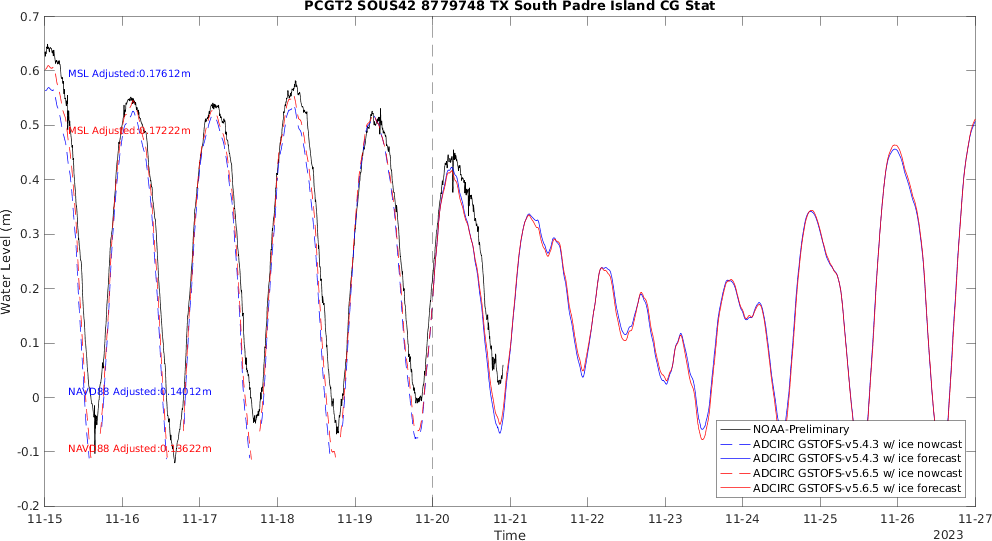 PCGT2 SOUS42 8779748 TX South Padre Island CG Stat
0.7
0.6
0.5
0.4
0.3
0.2
0.1
0
-0.1
-0.2
Water Level (m)
MSL Adjusted:0.17612m
MSL Adjusted:0.17222m
NAVD88 Adjusted:0.14012m
NAVD88 Adjusted:0.13622m
NOAA-Preliminary
ADCIRC GSTOFS-v5.4.3 w/ ice nowcast
ADCIRC GSTOFS-v5.4.3 w/ ice forecast
ADCIRC GSTOFS-v5.6.5 w/ ice nowcast
ADCIRC GSTOFS-v5.6.5 w/ ice forecast
11-15 11-16 11-17 11-18 11-19 11-20 11-21 11-22 11-23 11-24 11-25 11-26 11-27
Time
2023